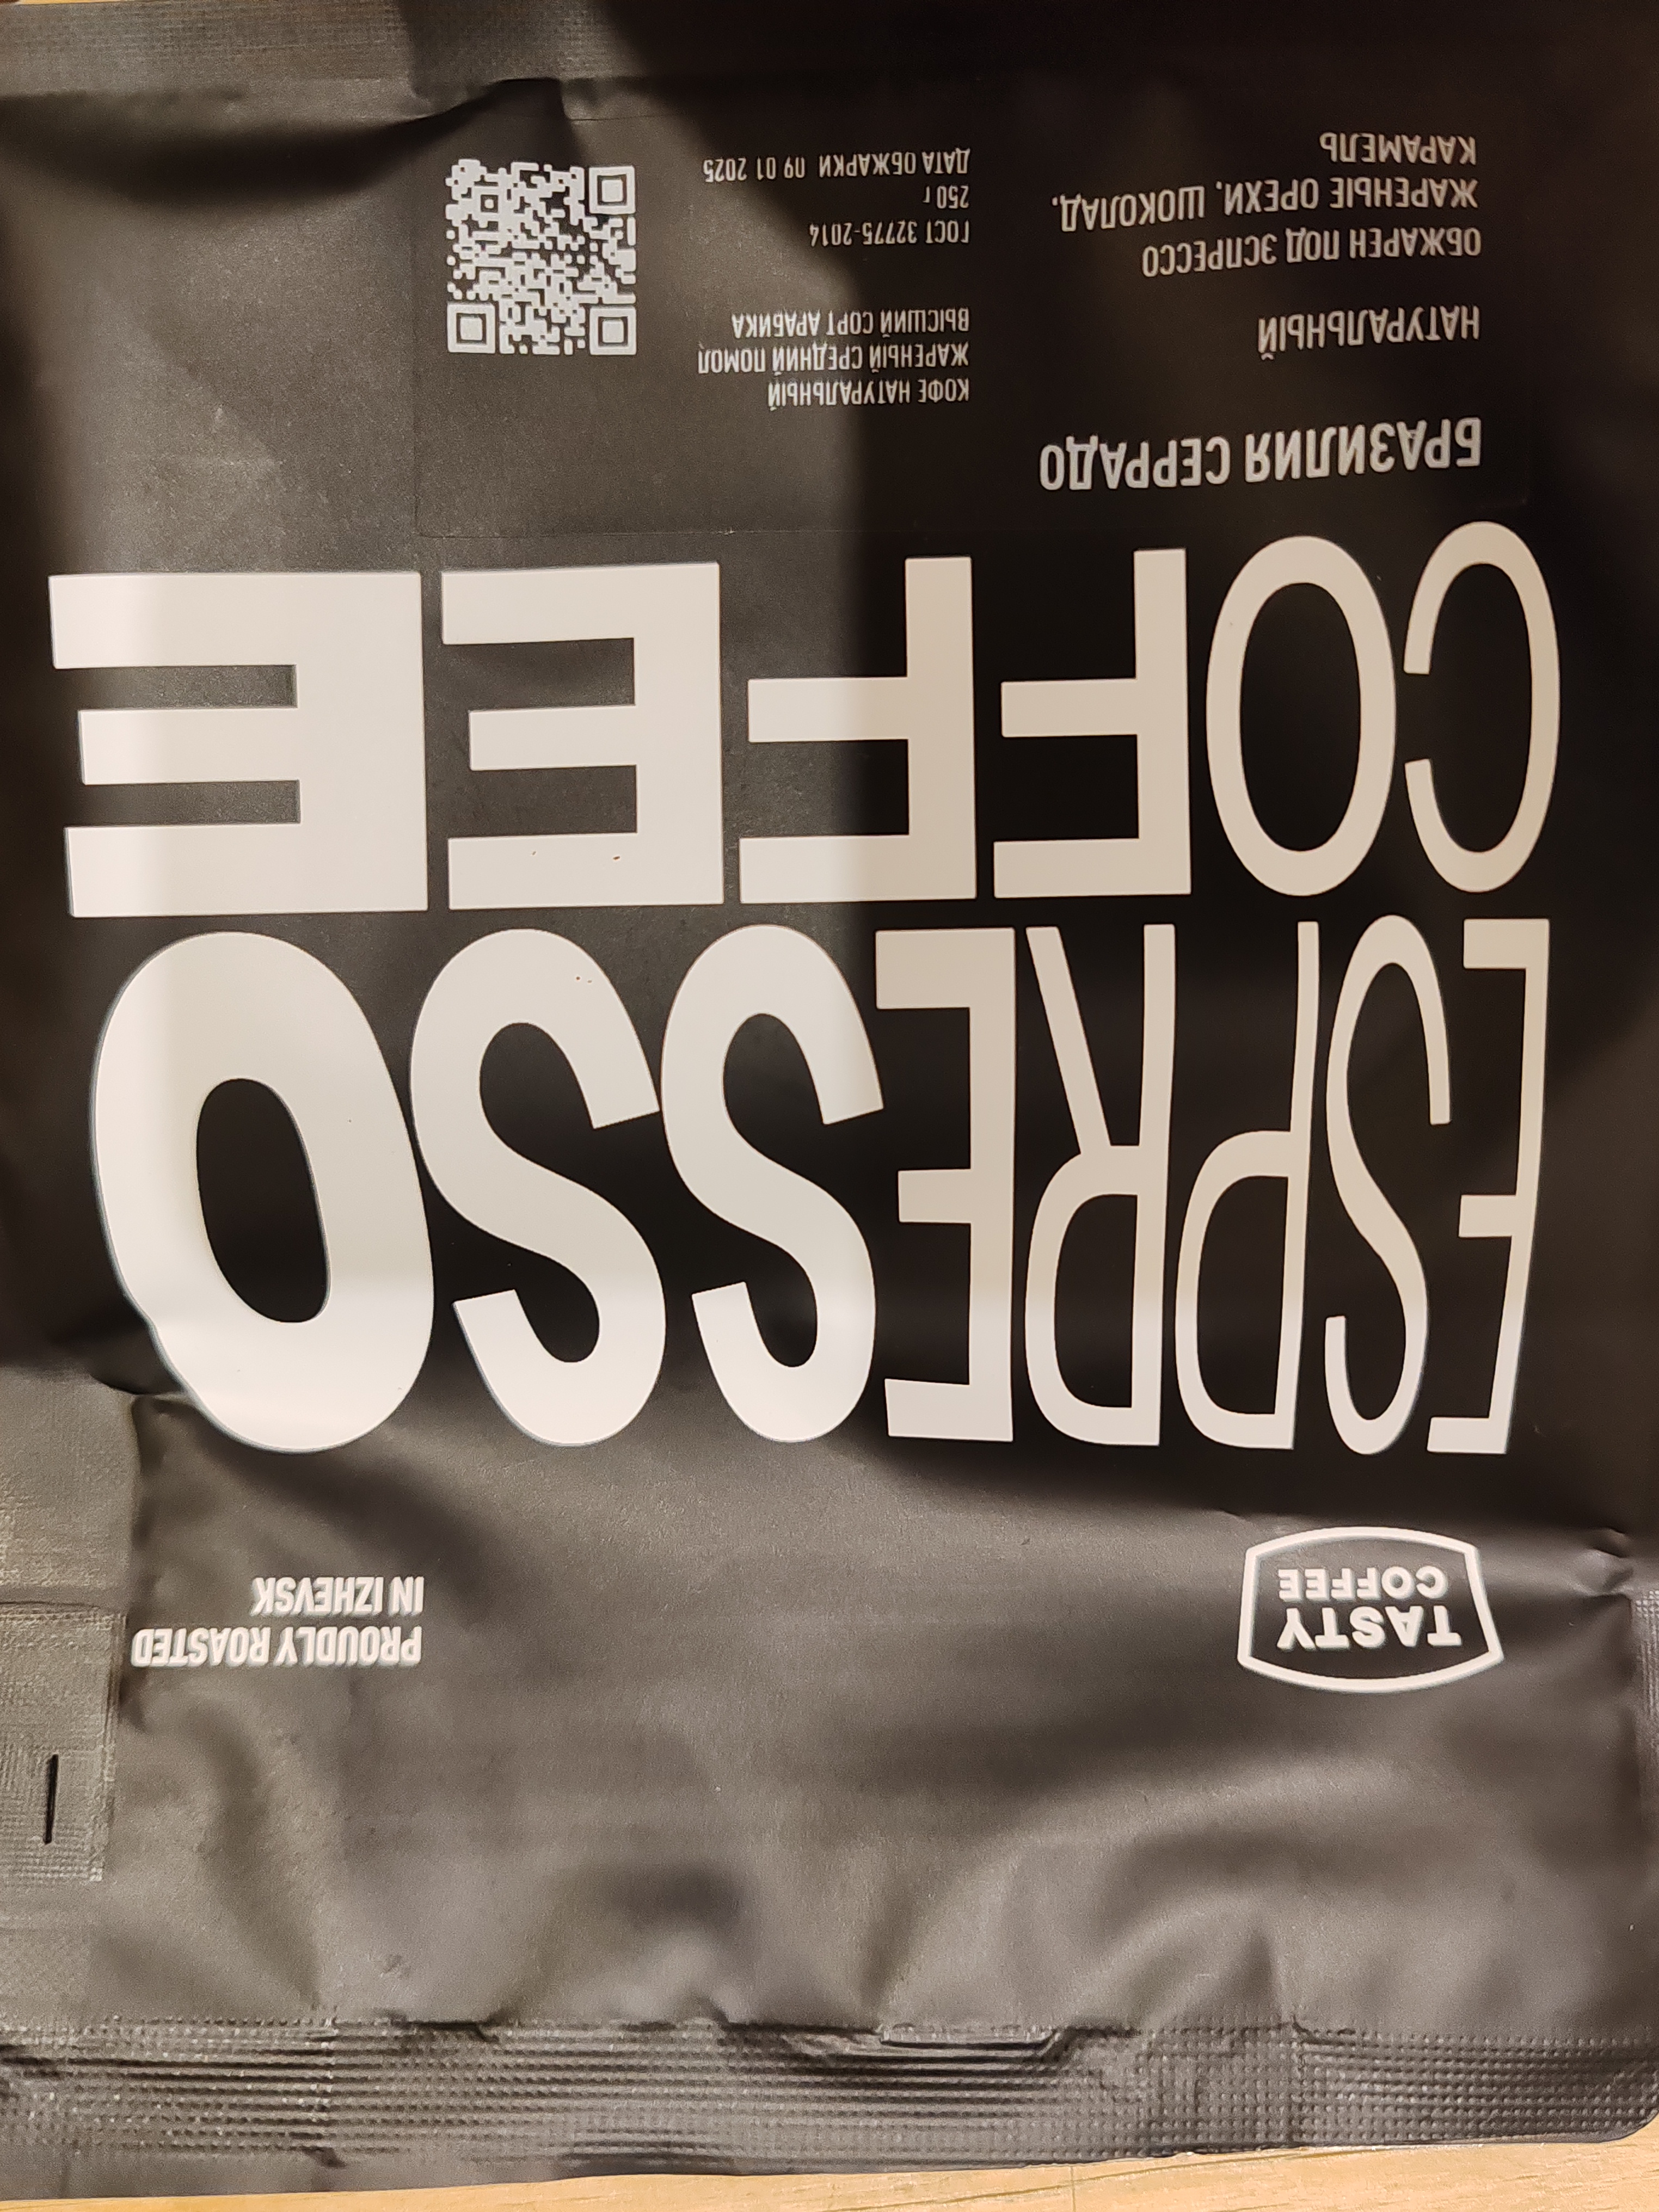 TASTY
COFFEE
PROUDLY ROASTED
IN IZHEVSK
ESPRESSO
COFFEE
БРАЗИЛИЯ СЕРРАДО
НАТУРАЛЬНЫЙ
ОБЖАРЕН ПОД ЭСПРЕССО
ЖАРЕНЫЕ ОРЕХИ, ШОКОЛАД,
КАРАМЕЛЬ
КОФЕ НАТУРАЛЬНЫЙ
ЖАРЕНЫЙ СРЕДНИЙ ПОМОЛ
ВЫСШИЙ СОРТ АРАБИКА
ГОСТ 32775-2014
250 г
ДАТА ОБЖАРКИ 09 01 2025